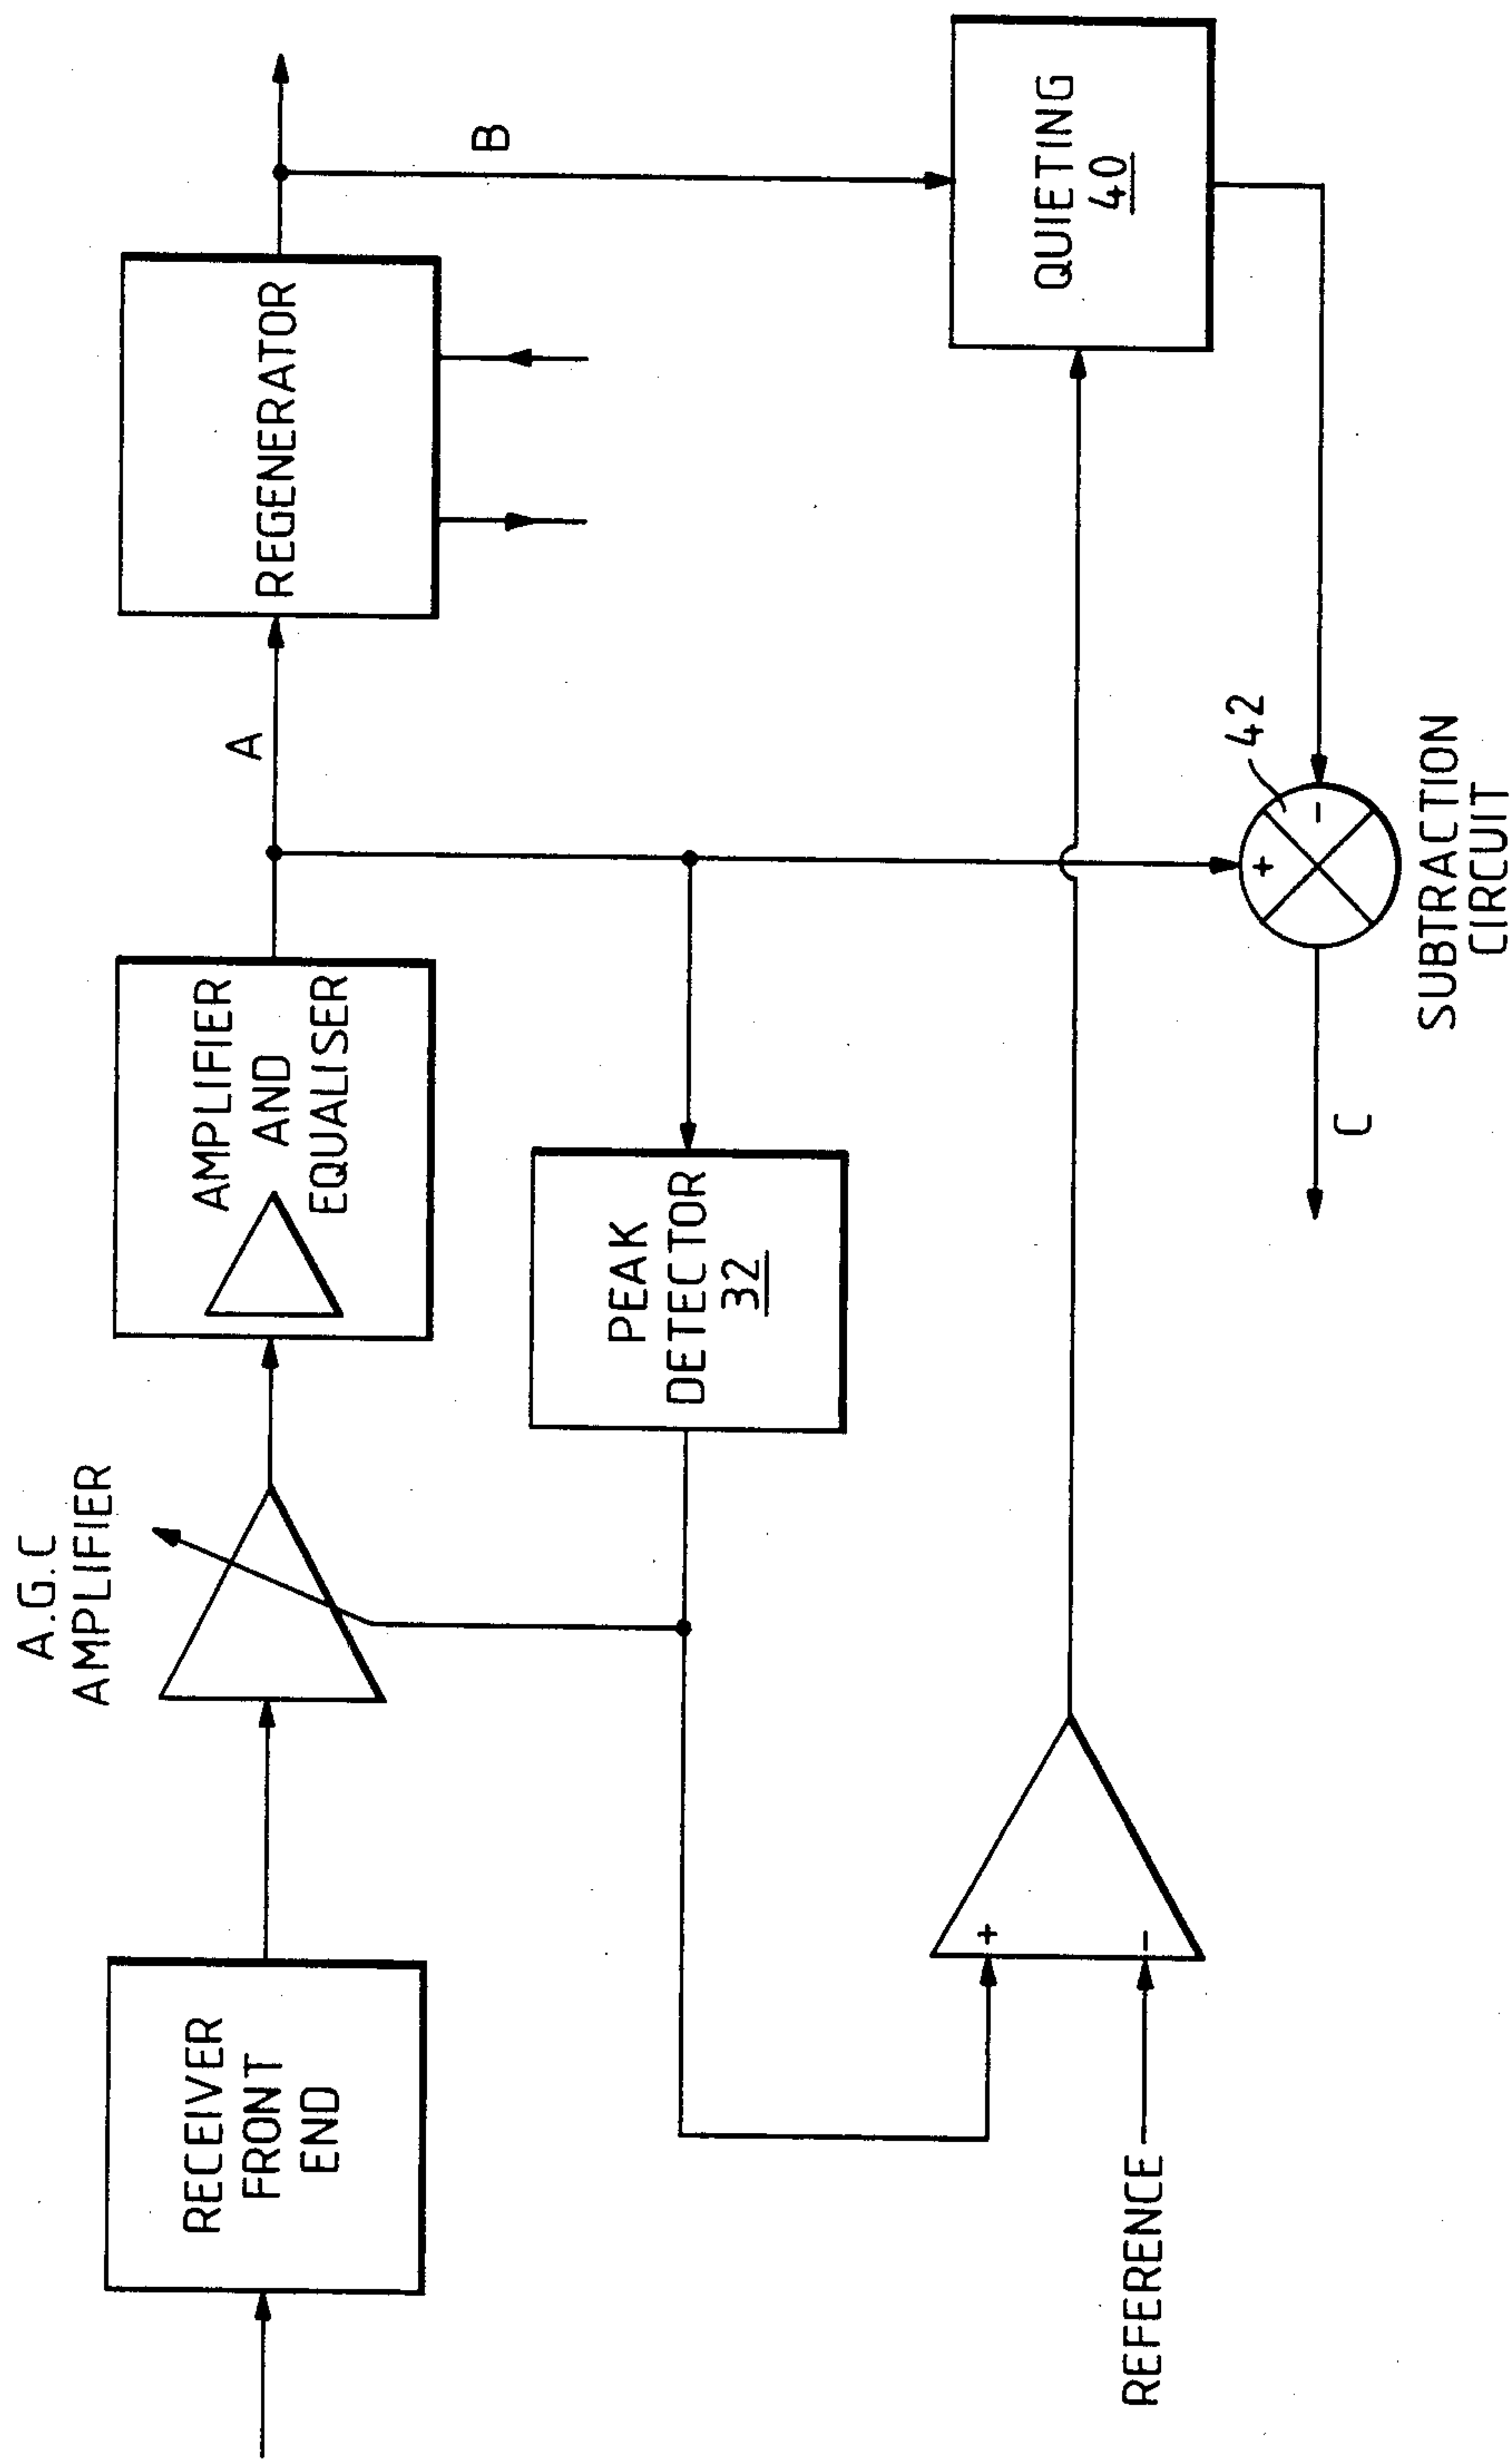 RECEIVER
FRONT
END
A.G.C
AMPLIFIER
AMPLIFIER
AND
EQUALISER
A
REGENERATOR
B
PEAK
DETECTOR
32
REFERENCE
+
-
QUIETING
40
+
-
42
SUBTRACTION
CIRCUIT
C